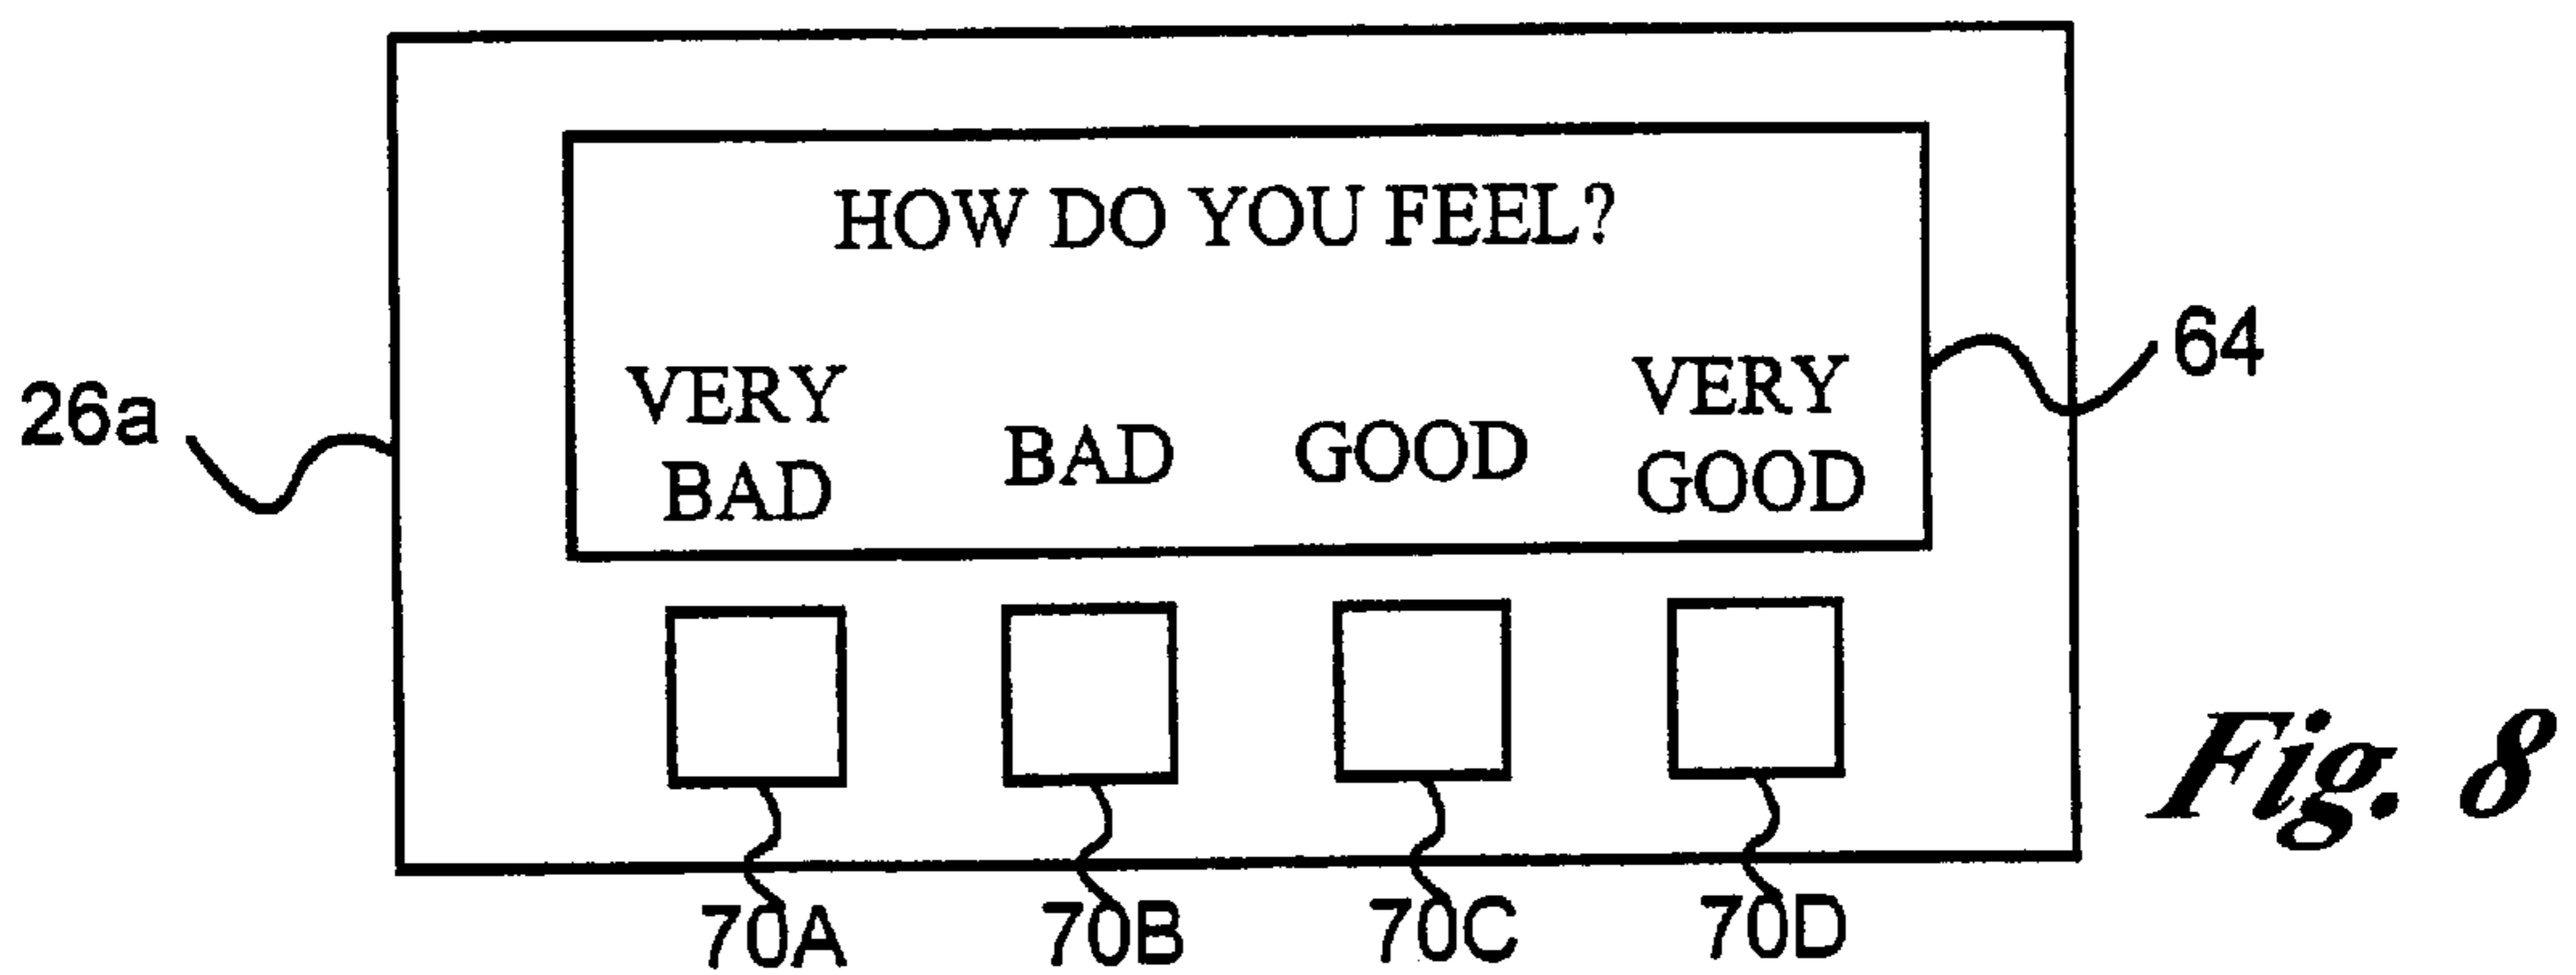 HOW DO YOU FEEL?
VERY BAD
BAD
GOOD
VERY GOOD
64
26a
70A
70B
70C
70D
Fig. 8